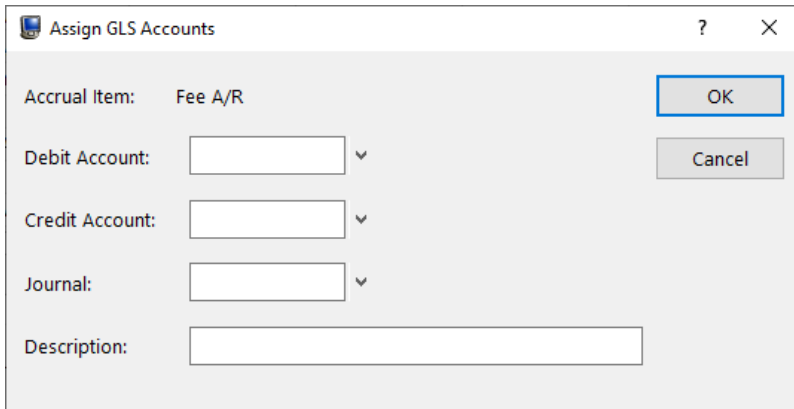 Assign GLS Accounts ?
Accrual Item: Fee A/R OK
Debit Account: Cancel
Credit Account:
Journal:
Description: